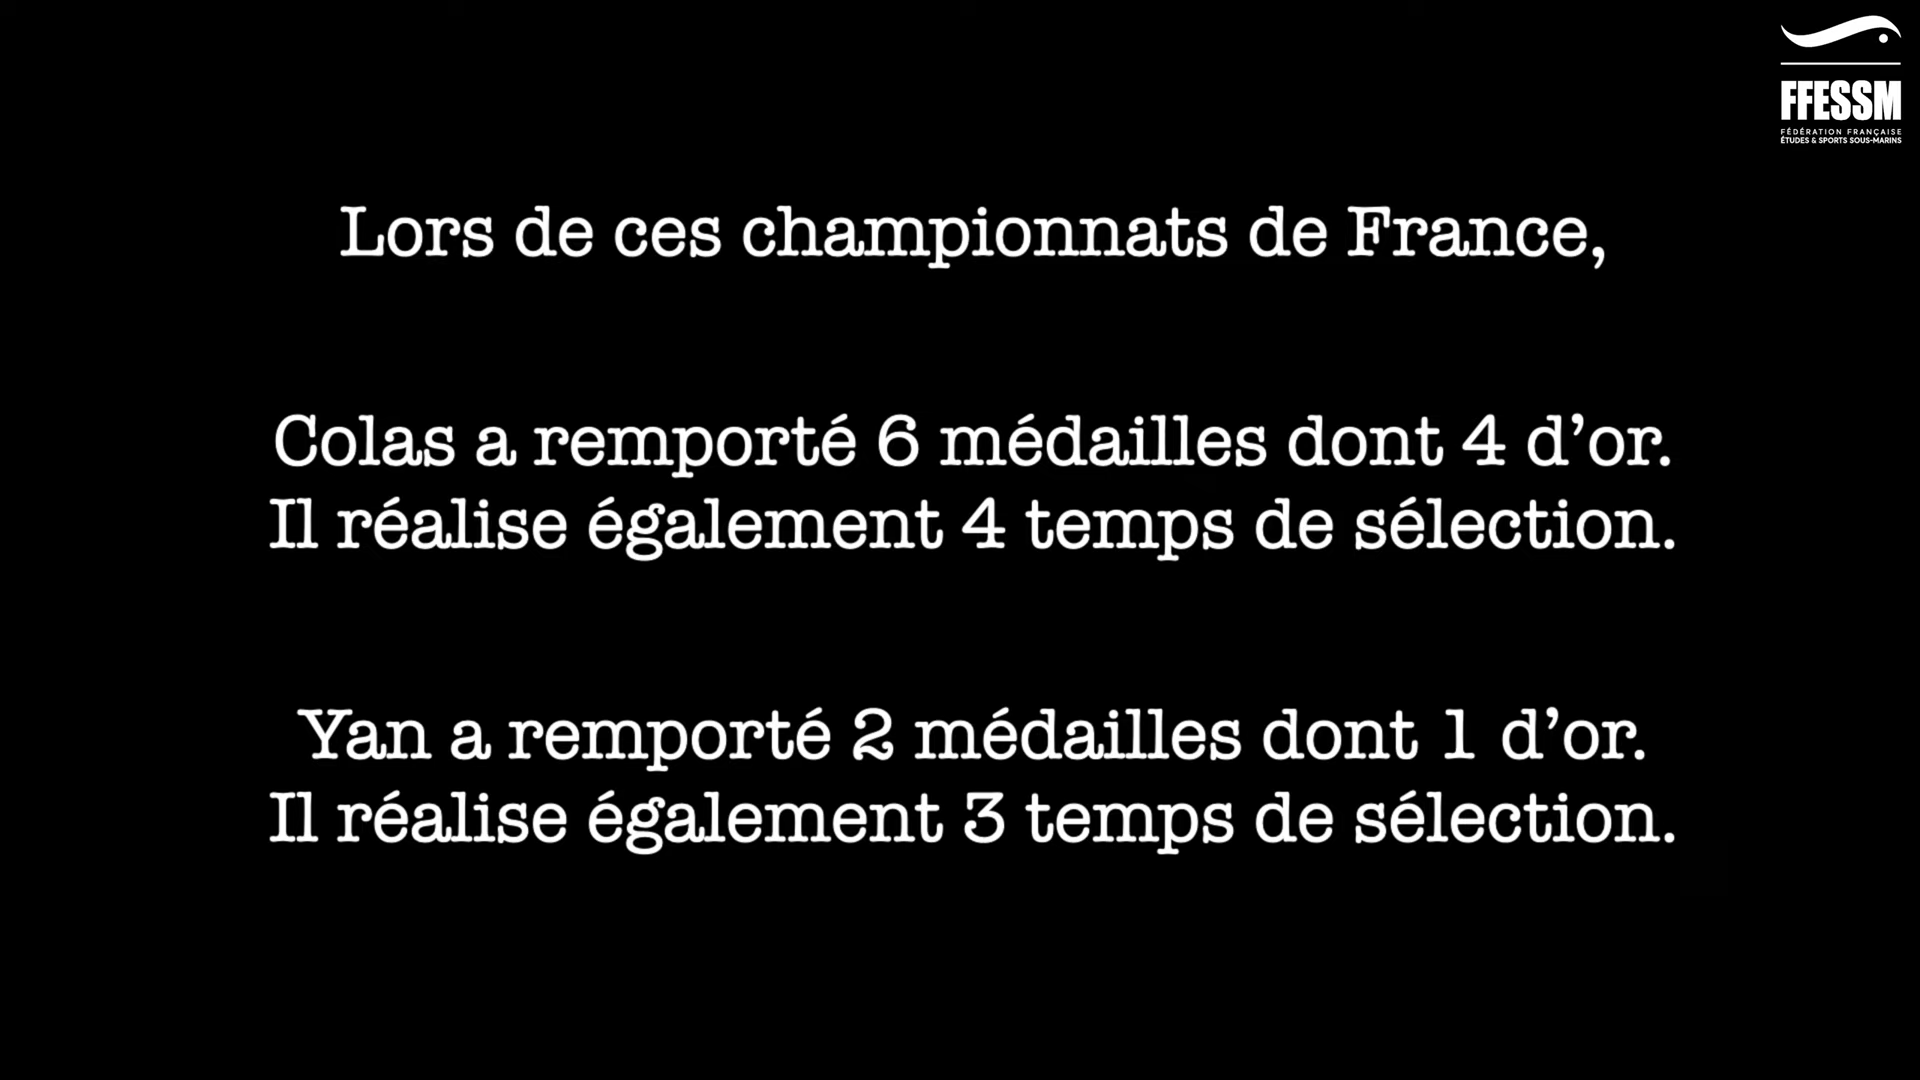 FFESSM
FÉDÉRATION FRANÇAISE
ÉTUDES & SPORTS SOUS-MARINS
Lors de ces championnats de France,
Colas a remporté 6 médailles dont 4 d’or.
Il réalise également 4 temps de sélection.
Yan a remporté 2 médailles dont 1 d’or.
Il réalise également 3 temps de sélection.